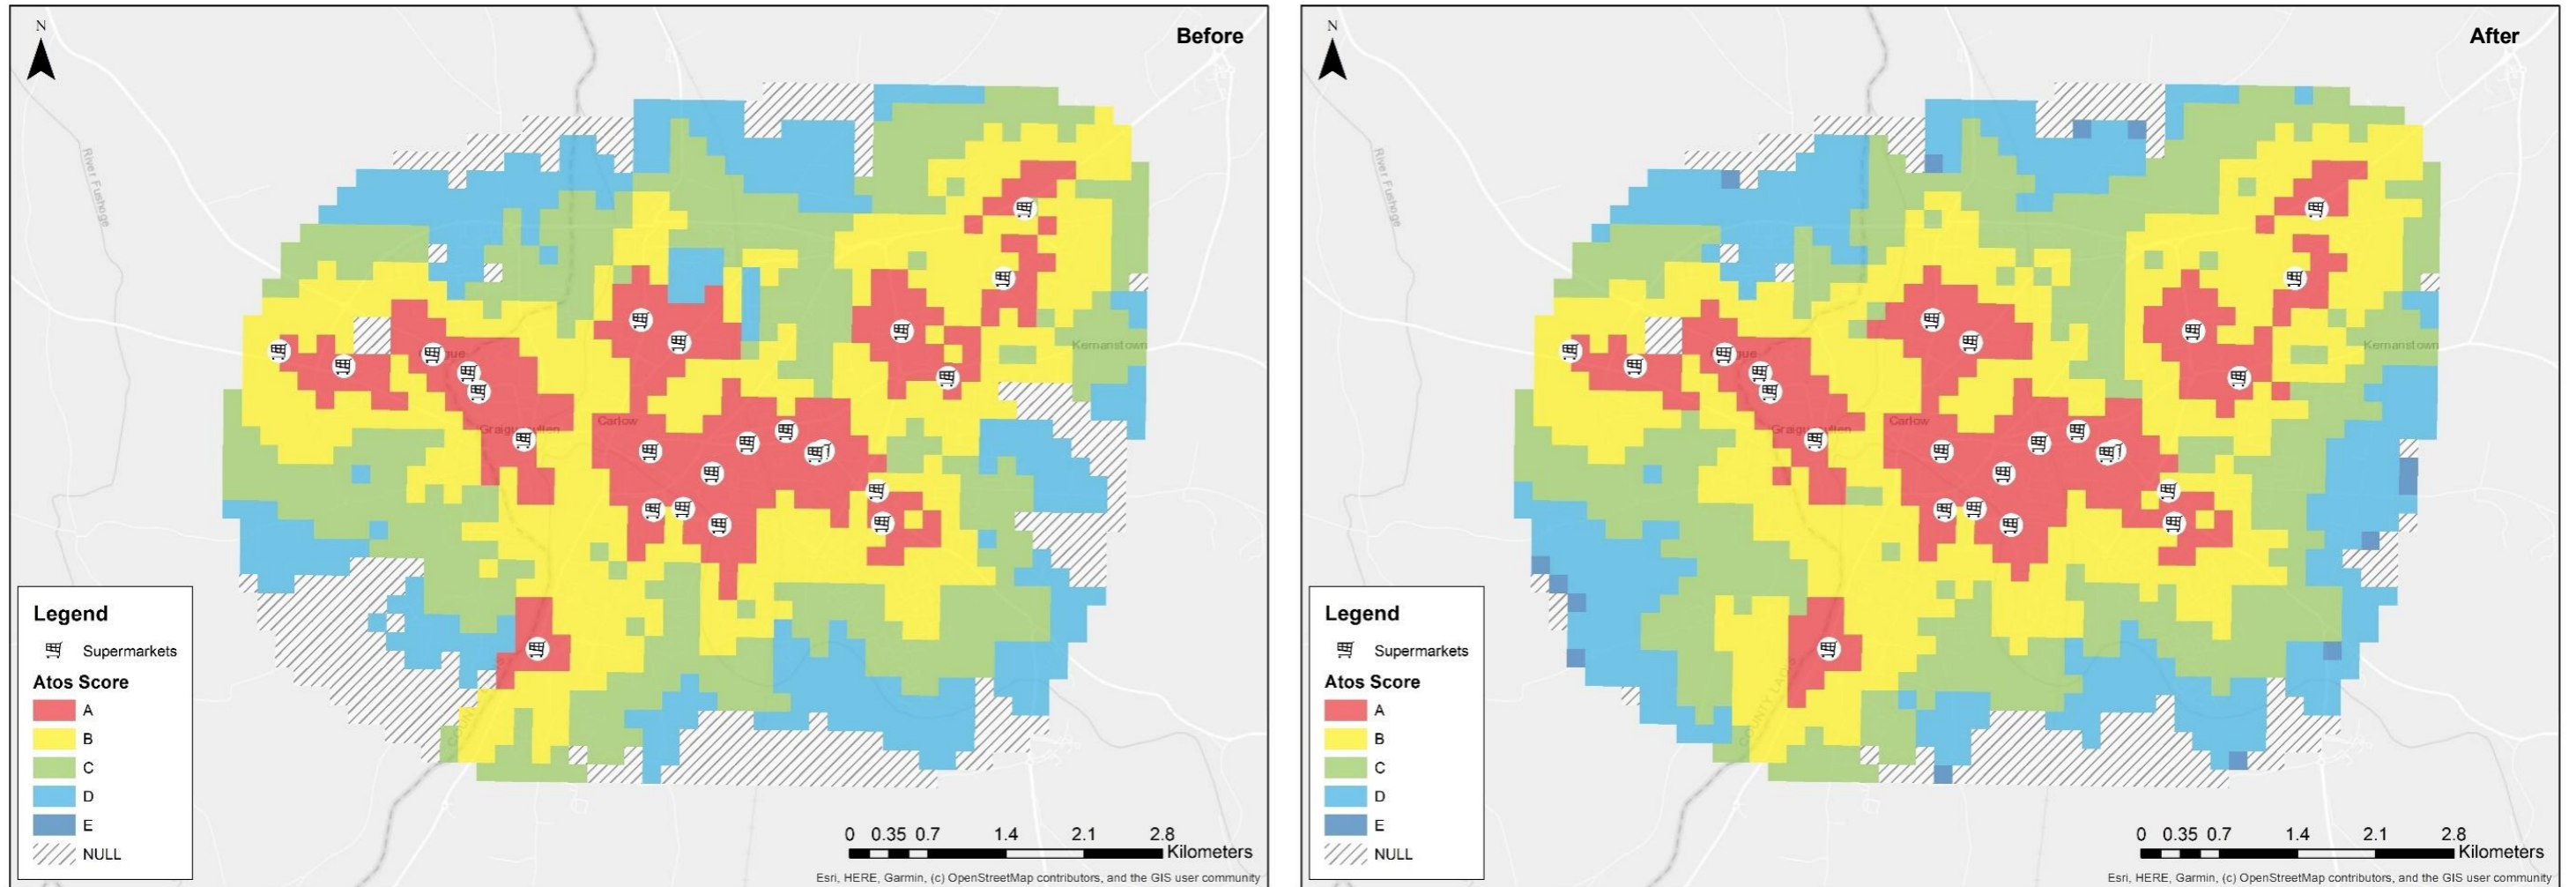 N
Before
River Fushoge
Kernanstown
Carlow
Legend
Supermarkets
Atos Score
A
B
C
D
E
NULL
0 0.35 0.7 1.4 2.1 2.8
Kilometers
Esri, HERE, Garmin, (c) OpenStreetMap contributors, and the GIS user community
N
After
River Fushoge
Kernanstown
Carlow
COUNTY LAOIS
Legend
Supermarkets
Atos Score
A
B
C
D
E
NULL
0 0.35 0.7 1.4 2.1 2.8
Kilometers
Esri, HERE, Garmin, (c) OpenStreetMap contributors, and the GIS user community